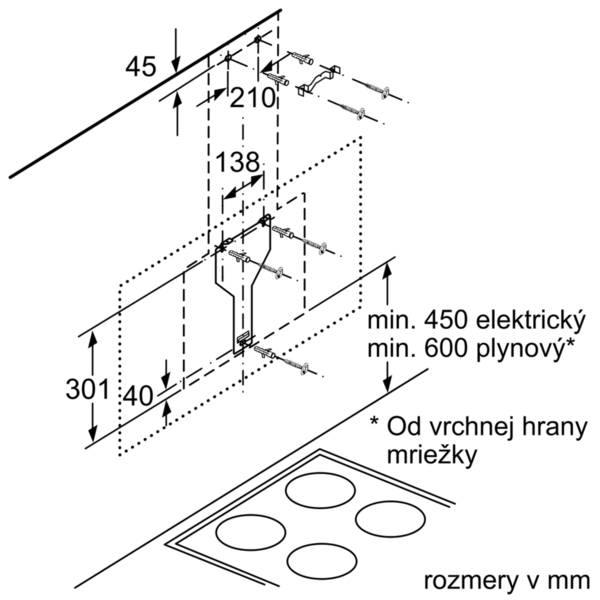 45
210
138
min. 450 elektrický
min. 600 plynový*
301
40
* Od vrchnej hrany
mriežky
rozmery v mm